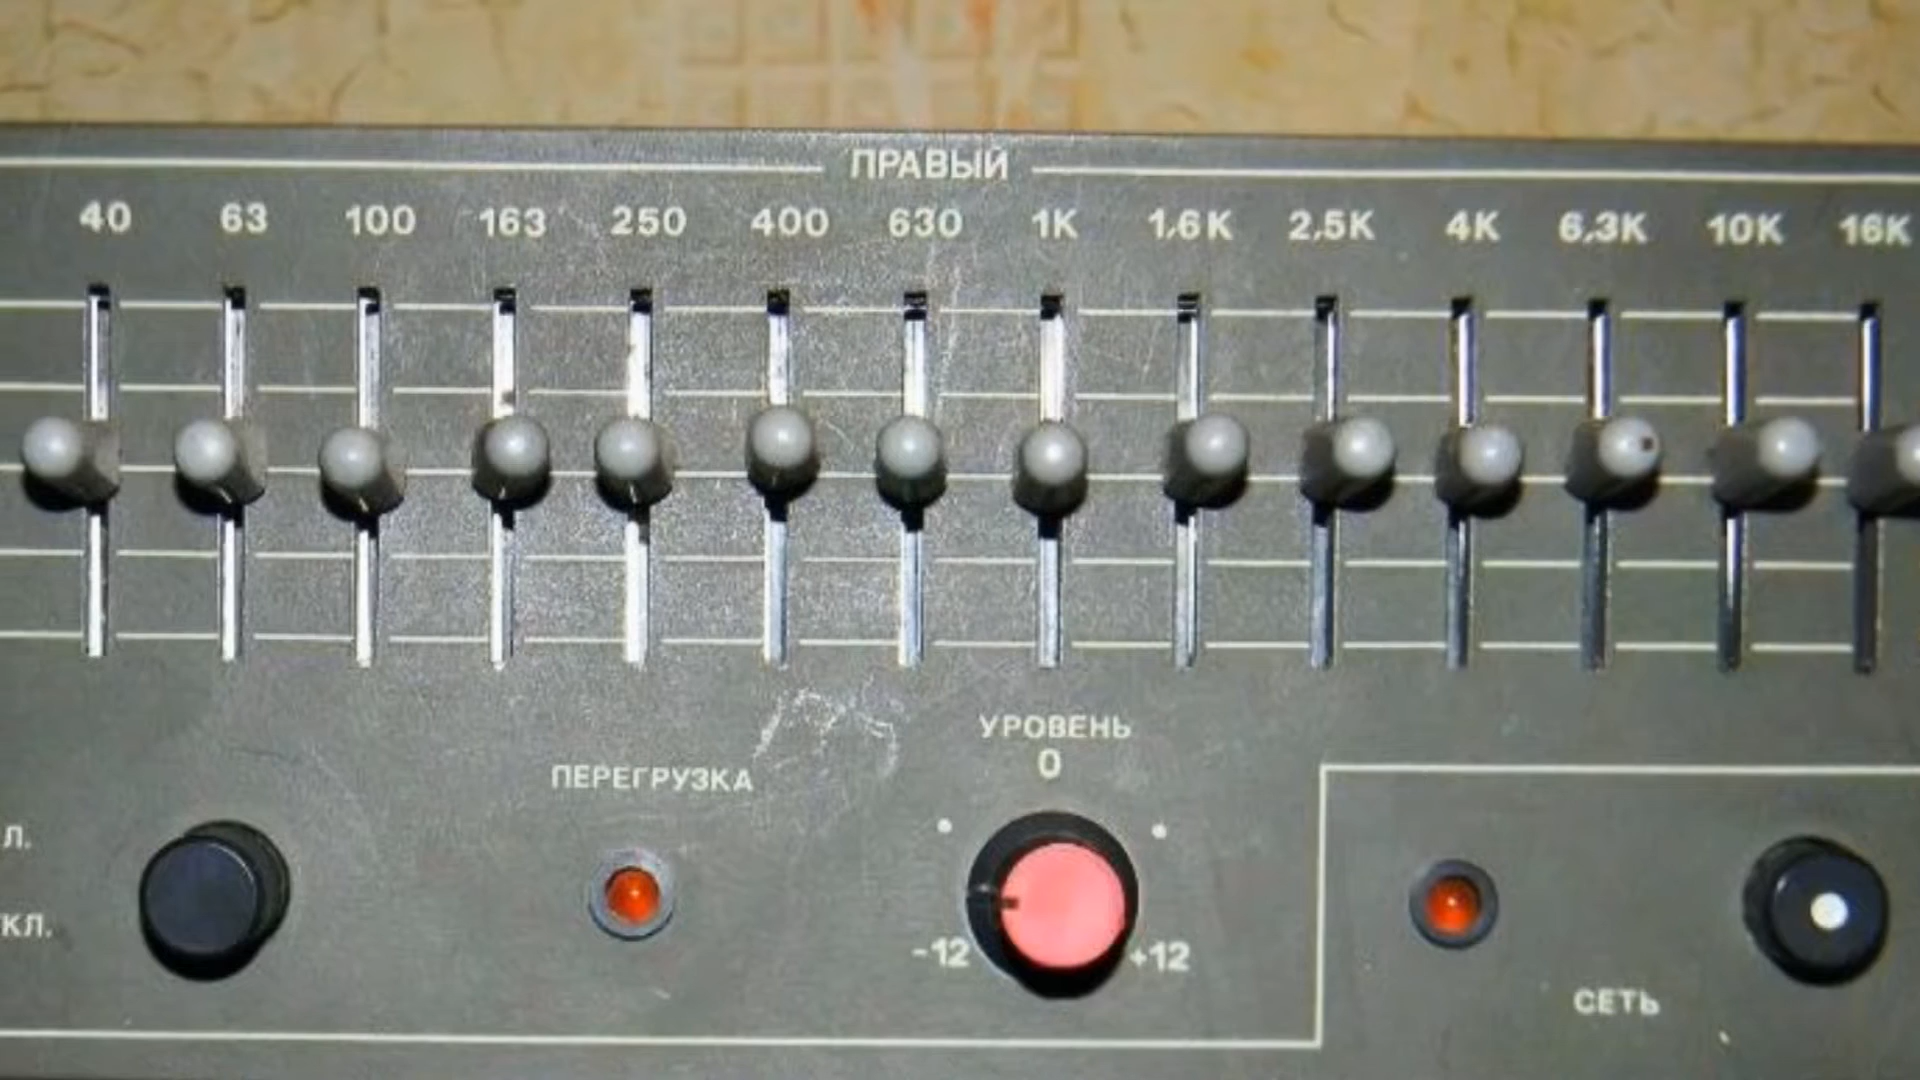 ПРАВЫЙ
40 63 100 163 250 400 630 1K 1,6K 2,5K 4K 6,3K 10K 16K
УРОВЕНЬ
0
ПЕРЕГРУЗКА
Л.
КЛ.
-12 +12
СЕТЬ